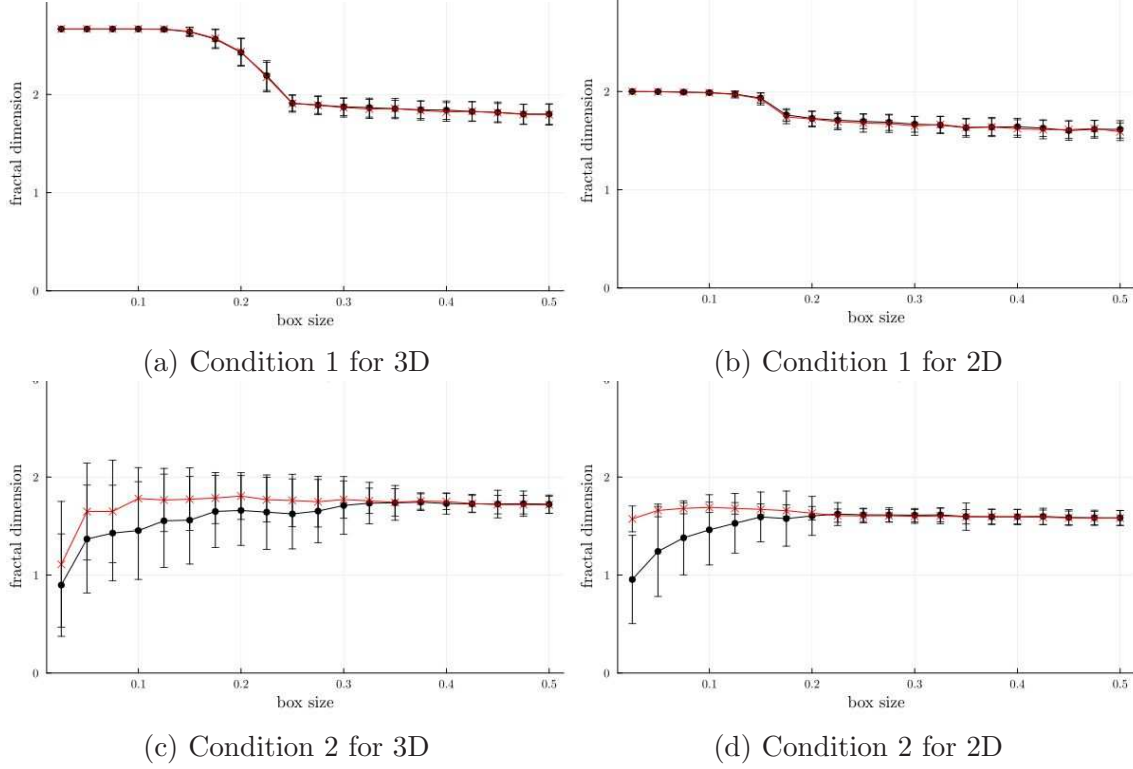 fractal dimension
2
1
0
0.1 0.2 0.3 0.4 0.5
box size
(a) Condition 1 for 3D
fractal dimension
2
1
0
0.1 0.2 0.3 0.4 0.5
box size
(b) Condition 1 for 2D
fractal dimension
2
1
0
0.1 0.2 0.3 0.4 0.5
box size
(c) Condition 2 for 3D
fractal dimension
2
1
0
0.1 0.2 0.3 0.4 0.5
box size
(d) Condition 2 for 2D